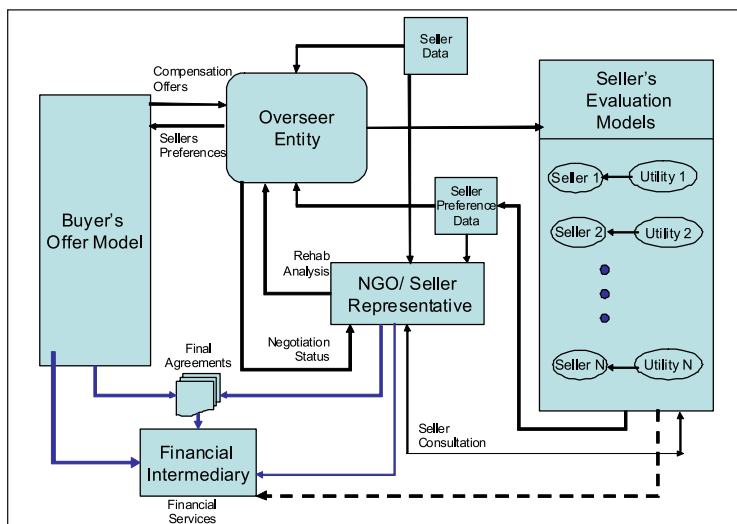 Seller
Data
Compensation
Offers
Overseer
Entity
Sellers
Preferences
Seller's
Evaluation
Models
Seller 1
Utility 1
Seller 2
Utility 2
Seller N
Utility N
Buyer's
Offer Model
Seller
Preference
Data
Rehab
Analysis
NGO/ Seller
Representative
Negotiation
Status
Final
Agreements
Seller
Consultation
Financial
Intermediary
Financial
Services